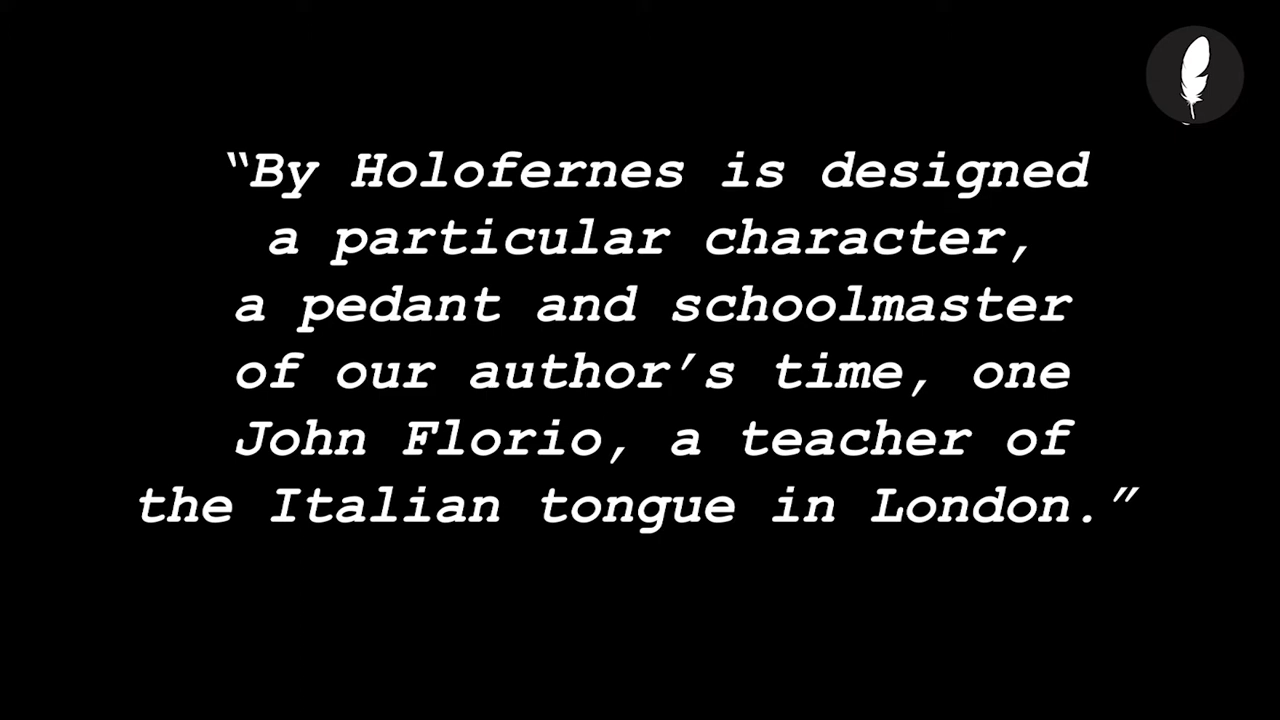 “By Holofernes is designed
a particular character,
a pedant and schoolmaster
of our author’s time, one
John Florio, a teacher of
the Italian tongue in London.”